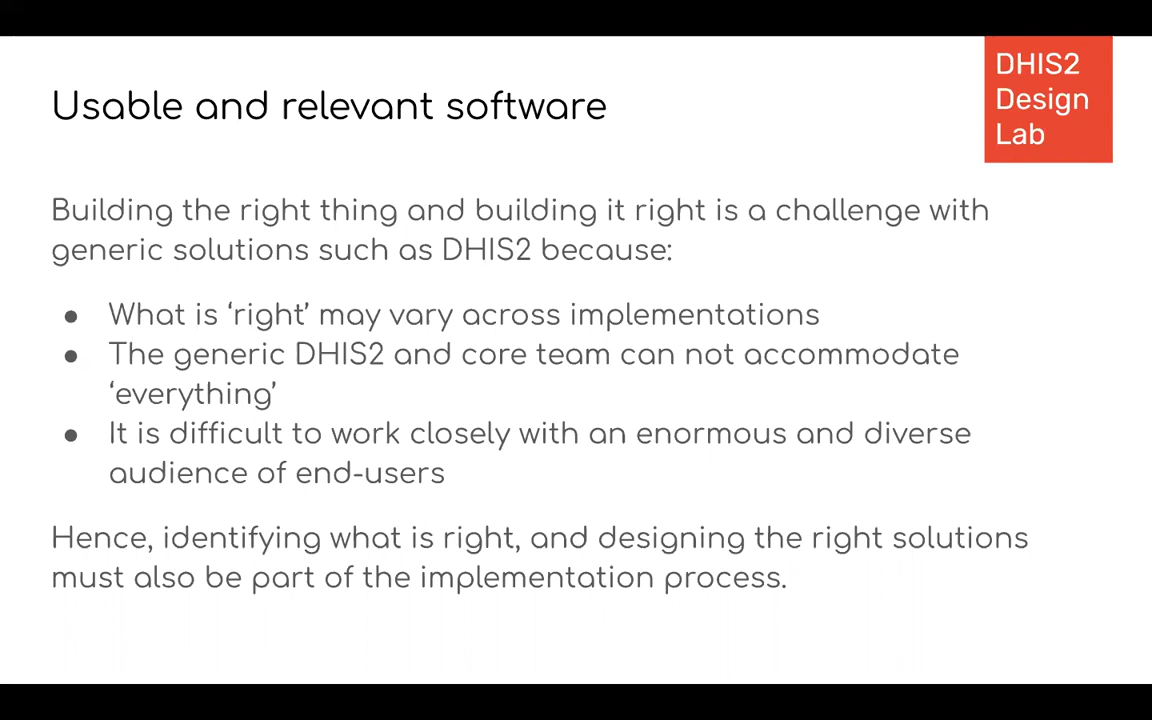 Usable and relevant software
DHIS2
Design
Lab
Building the right thing and building it right is a challenge with
generic solutions such as DHIS2 because:
● What is ‘right’ may vary across implementations
● The generic DHIS2 and core team can not accommodate
‘everything’
● It is difficult to work closely with an enormous and diverse
audience of end-users
Hence, identifying what is right, and designing the right solutions
must also be part of the implementation process.